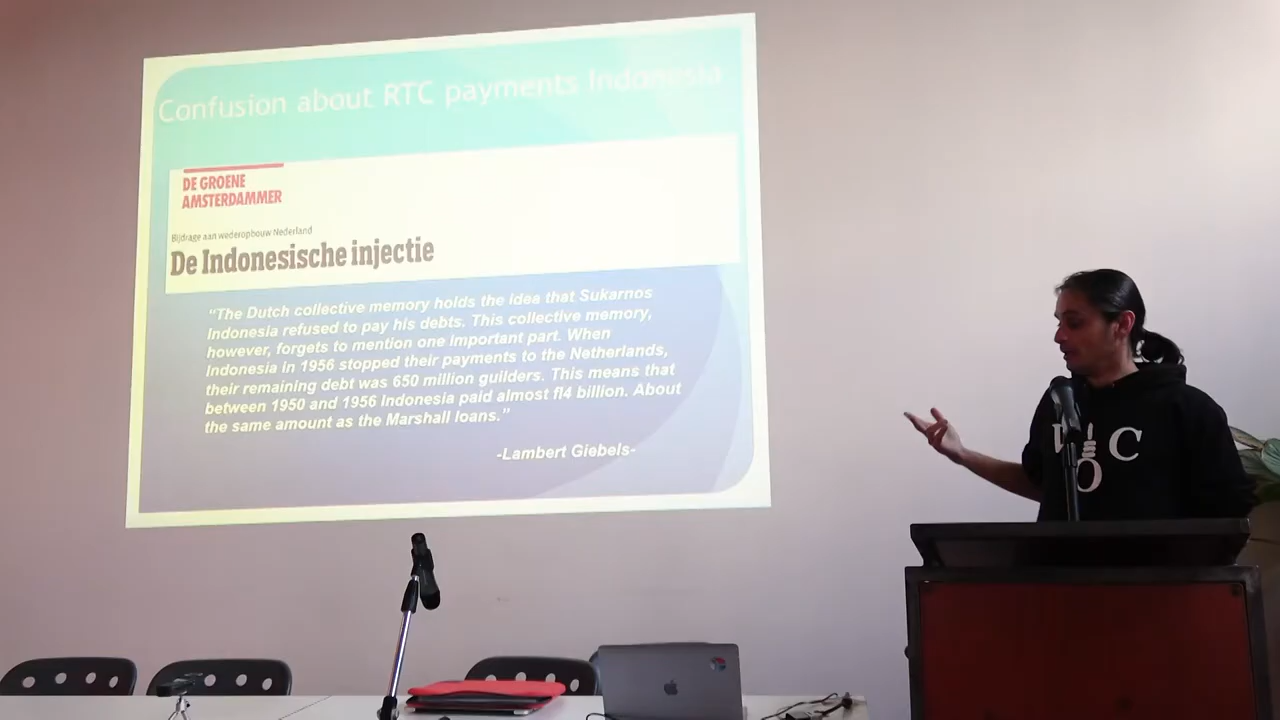 Confusion about RTC payments Indonesia
DE GROENE
AMSTERDAMMER
Bijdrage aan wederopbouw Nederland
De Indonesische injectie
“The Dutch collective memory holds the idea that Sukarnos
Indonesia refused to pay his debts. This collective memory,
however, forgets to mention one important part. When
Indonesia in 1956 stopped their payments to the Netherlands,
their remaining debt was 650 million guilders. This means that
between 1950 and 1956 Indonesia paid almost fl4 billion. About
the same amount as the Marshall loans.”
-Lambert Giebels-
C
O